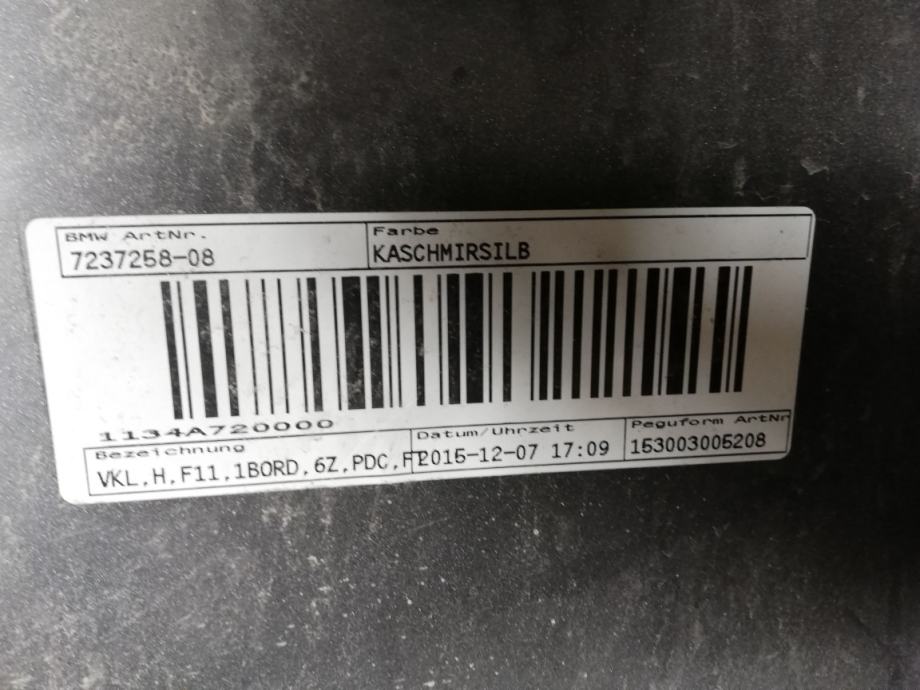 BMW ArtNr. Farbe
7237258-08 KASCHMIRSILB
1134A720000
Bezeichnung Datum/Uhrzeit Peguform ArtNr
VKL,H,F11,1BORD,6Z,PDC,F 2015-12-07 17:09 153003005208